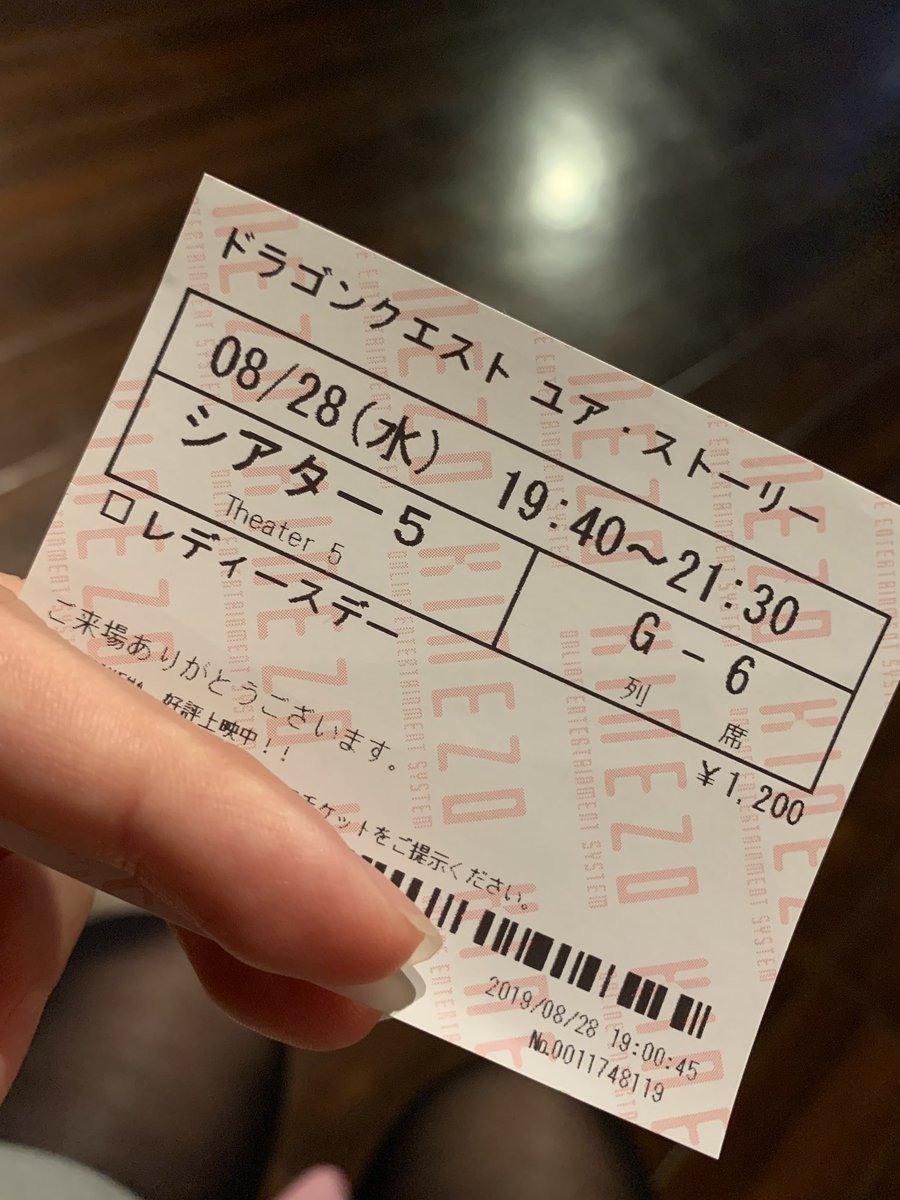 ドラゴンクエスト ユア・ストーリー
08/28(水) 19:40～21:30
シアター5
Theater 5
G - 6
列 席
ロレディースデー
¥1,200
ご来場ありがとうございます。
好評上映中!!
チケットをご提示ください。
2019/08/28 19:00:45
No.0011748119
KINEZO
ONLINE ENTERTAINMENT SYSTEM